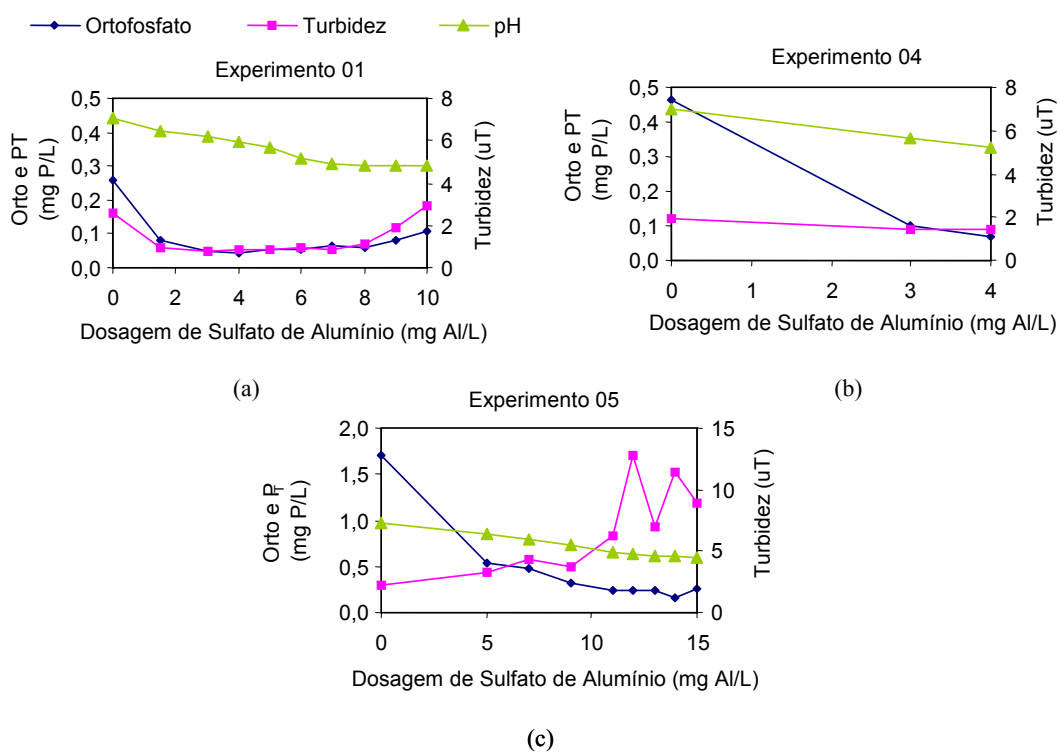 Ortofosfato Turbidez pH
Experimento 01
0,5
0,4
0,3
0,2
0,1
0,0
Orto e PT
(mg P/L)
8
6
4
2
0
Turbidez (uT)
0 2 4 6 8 10
Dosagem de Sulfato de Alumínio (mg Al/L)
(a)
Experimento 04
0,5
0,4
0,3
0,2
0,1
0,0
Orto e PT
(mg P/L)
8
6
4
2
0
Turbidez (uT)
0 1 2 3 4
Dosagem de Sulfato de Alumínio (mg Al/L)
(b)
Experimento 05
2,0
1,5
1,0
0,5
0,0
Orto e PT
(mg P/L)
15
10
5
0
Turbidez (uT)
0 5 10 15
Dosagem de Sulfato de Alumínio (mg Al/L)
(c)